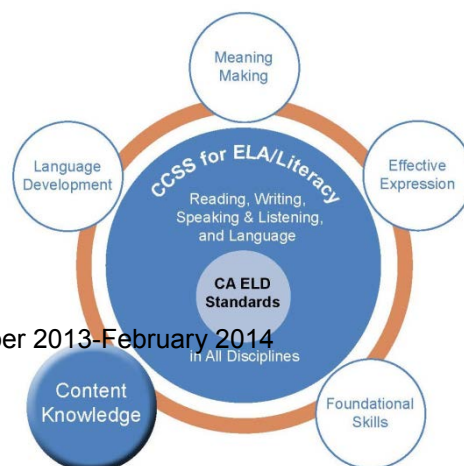 Meaning
Making
Language
Development
Effective
Expression
CCSS for ELA/Literacy
Reading, Writing,
Speaking & Listening,
and Language
CA ELD
Standards
2013-February 2014
in All Disciplines
Content
Knowledge
Foundational
Skills